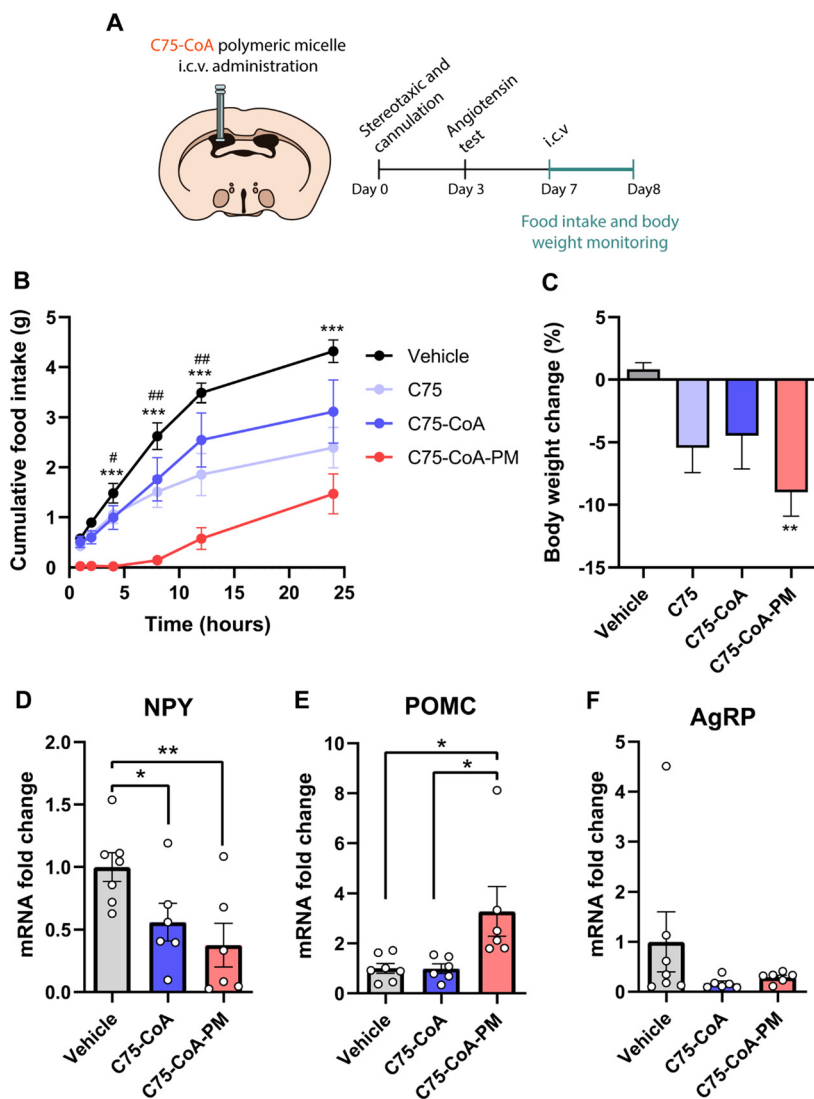 A
C75-CoA polymeric micelle
i.c.v. administration
Stereotaxic and
cannulation
Angiotensin
test
i.c.v
Day 0
Day 3
Day 7
Day8
Food intake and body
weight monitoring
B
Cumulative food intake (g)
5
4
3
2
1
0
#
***
##
***
##
***
***
0
5
10
15
20
25
Time (hours)
Vehicle
C75
C75-CoA
C75-CoA-PM
C
Body weight change (%)
5
0
-5
-10
-15
**
Vehicle
C75
C75-CoA
C75-CoA-PM
D
NPY
mRNA fold change
2.0
1.5
1.0
0.5
0.0
**
*
Vehicle
C75-CoA
C75-CoA-PM
E
POMC
mRNA fold change
10
8
6
4
2
0
*
*
Vehicle
C75-CoA
C75-CoA-PM
F
AgRP
mRNA fold change
5
4
3
2
1
0
Vehicle
C75-CoA
C75-CoA-PM